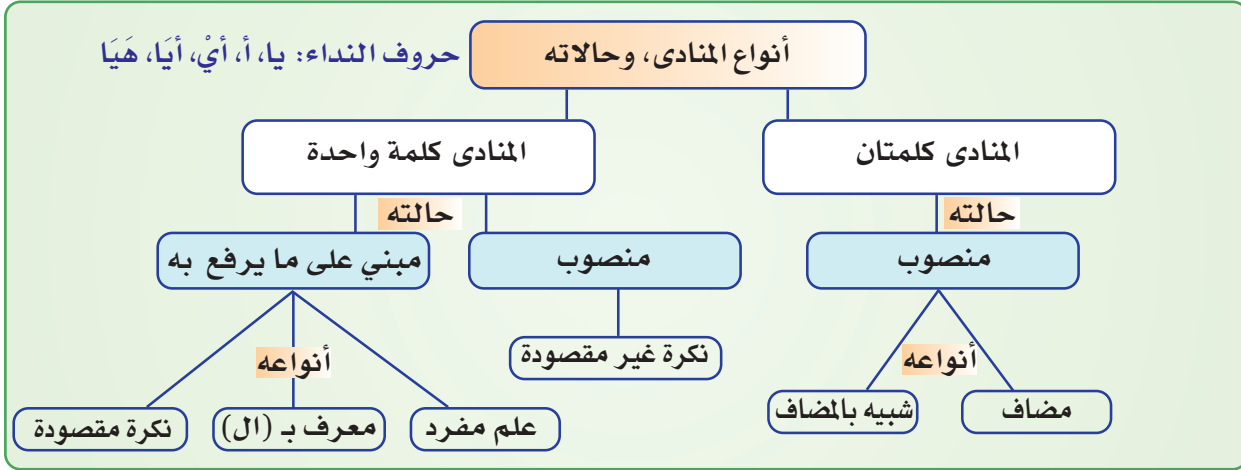 أنواع المنادى، وحالاته
حروف النداء: يا، أ، أيْ، أيَا، هَيَا
المنادى كلمتان
المنادى كلمة واحدة
حالته
حالته
منصوب
منصوب
مبني على ما يرفع به
أنواعه
نكرة غير مقصودة
أنواعه
مضاف
شبيه بالمضاف
علم مفرد
معرف بـ (ال)
نكرة مقصودة